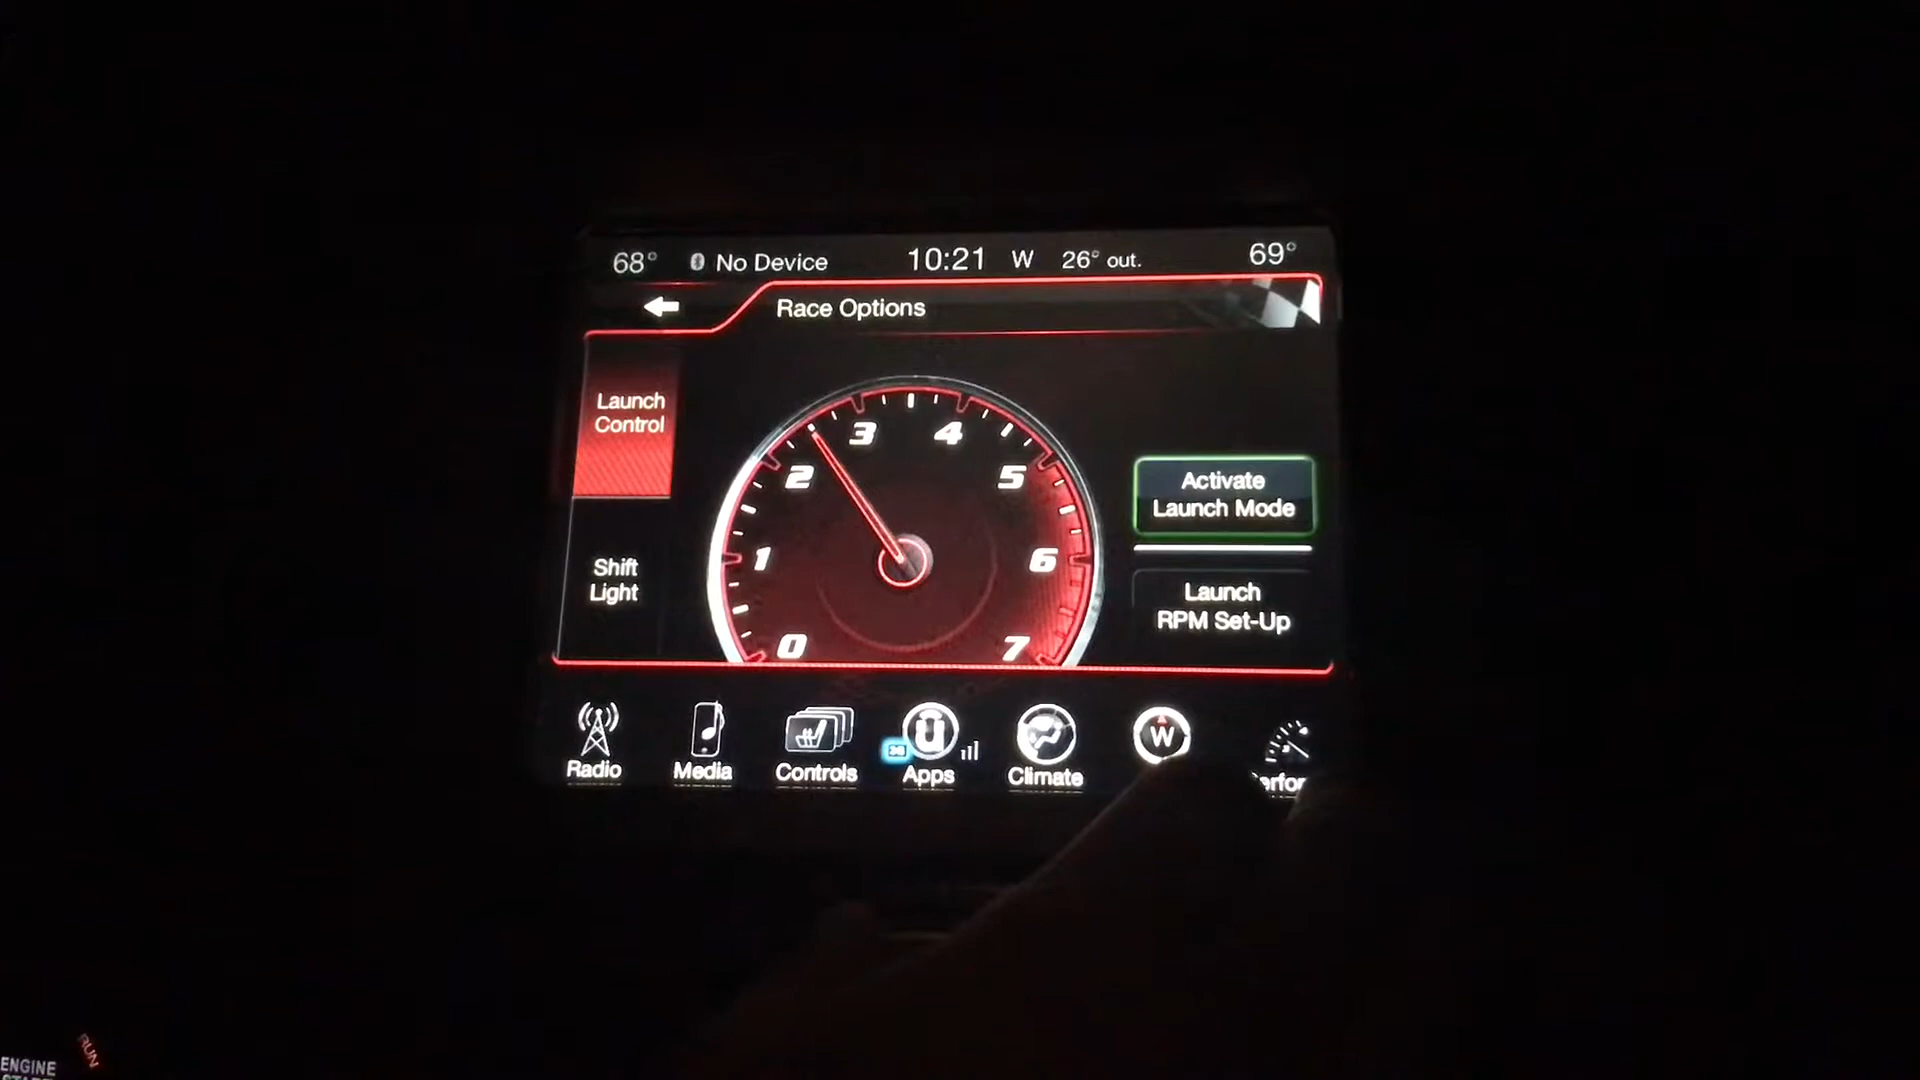 68° No Device 10:21 W 26° out. 69°
Race Options
Launch
Control
Shift
Light
0 1 2 3 4 5 6 7
Activate
Launch Mode
Launch
RPM Set-Up
W
Radio Media Controls Apps Climate
RUN
ENGINE